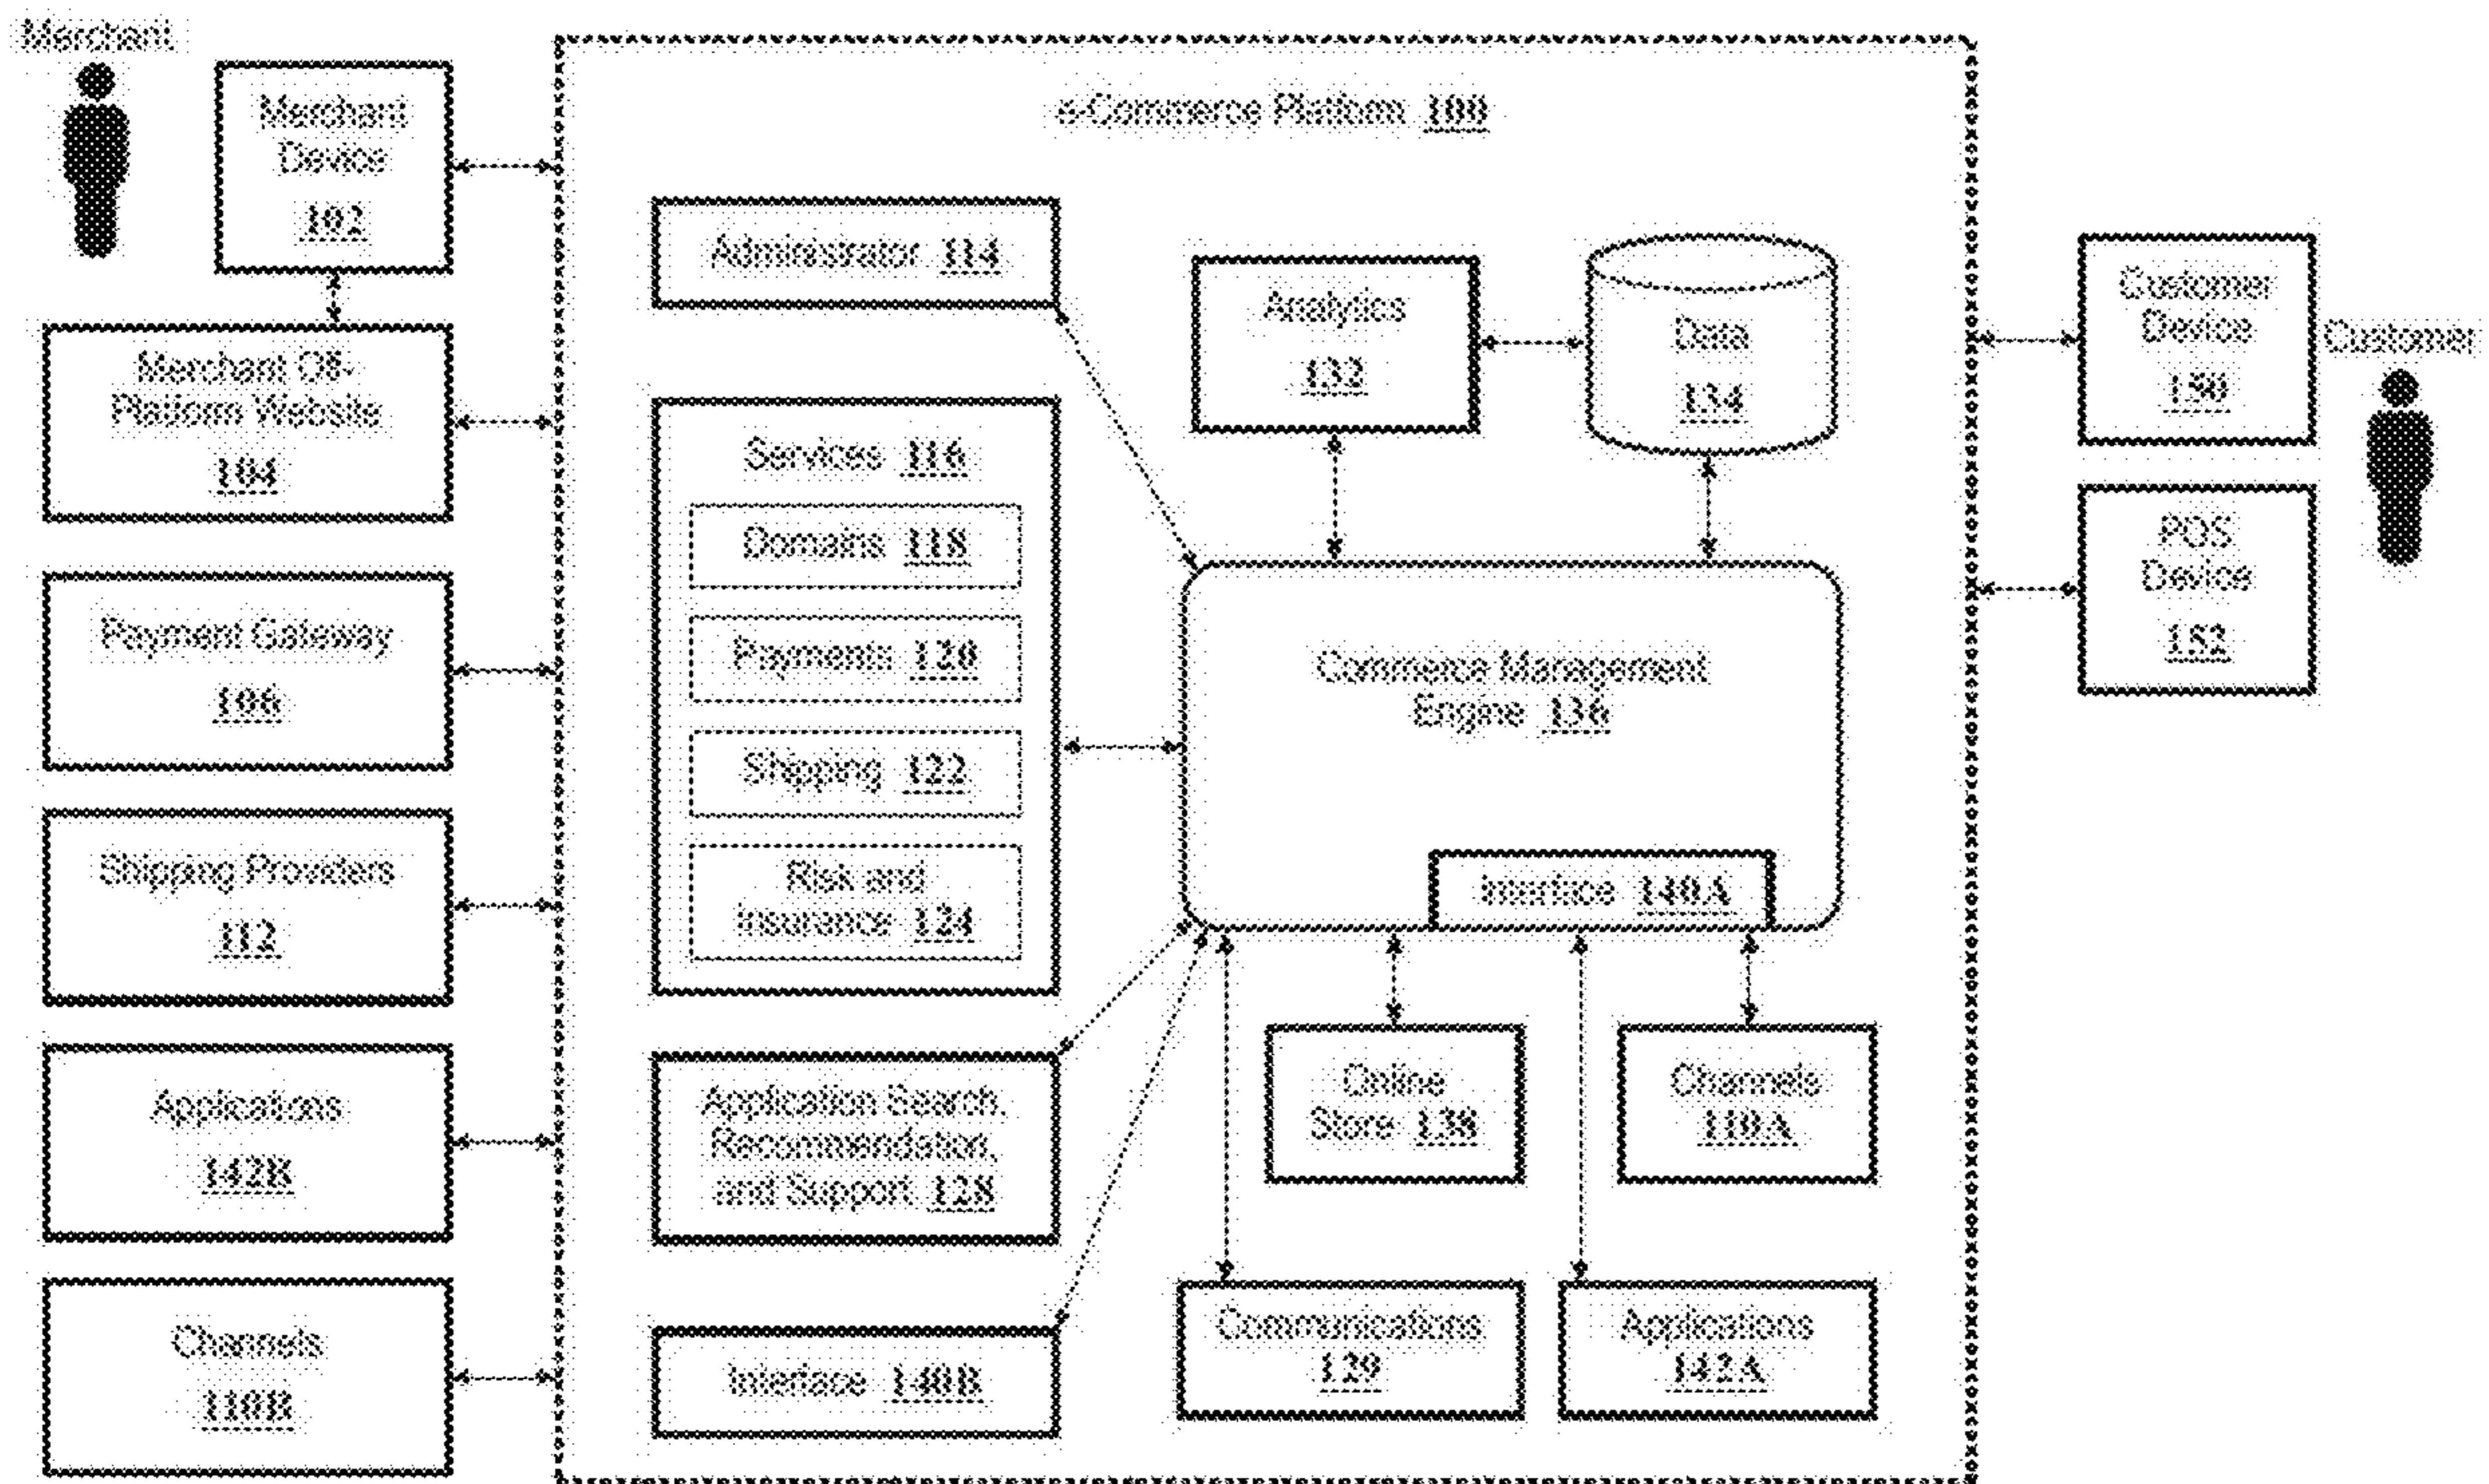 Merchant
Merchant
Device
102
Merchant Off-
Platform Website
104
Payment Gateway
106
Shipping Providers
112
Applications
142B
Channels
110B
e-Commerce Platform 100
Administrator 114
Services 116
Domains 118
Payments 120
Shipping 122
Risk and
Insurance 124
Application Search,
Recommendation,
and Support 128
Interface 140B
Analytics
132
Data
134
Commerce Management
Engine 136
Interface 140A
Online
Store 138
Channels
110A
Communications
129
Applications
142A
Customer
Device
150
Customer
POS
Device
152